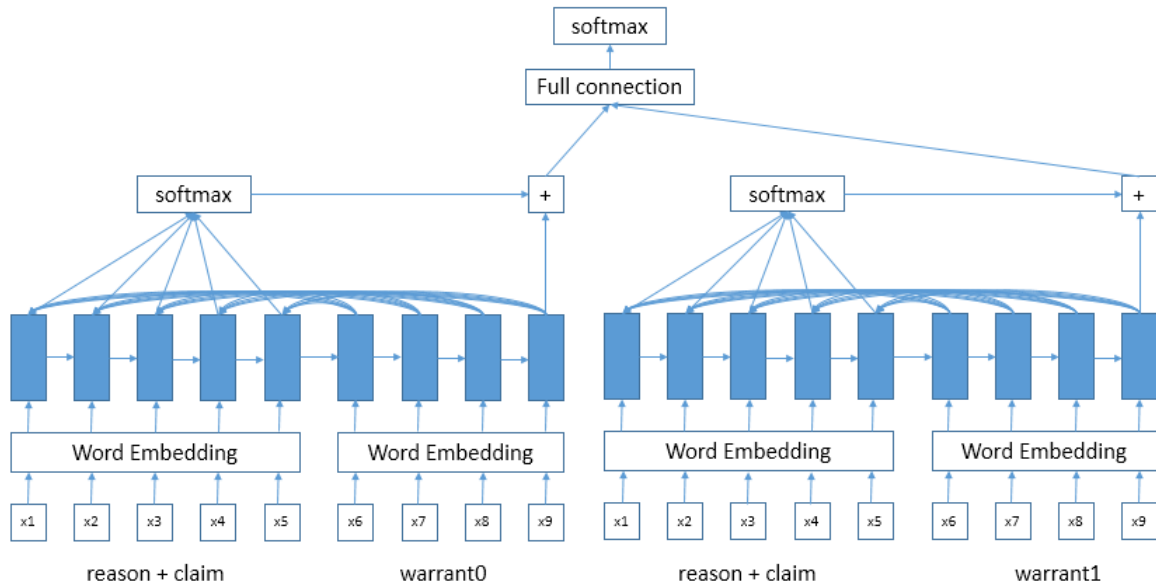 softmax
Full connection
softmax
+
softmax
+
Word Embedding
Word Embedding
Word Embedding
Word Embedding
x1 x2 x3 x4 x5 x6 x7 x8 x9 x1 x2 x3 x4 x5 x6 x7 x8 x9
reason + claim
warrant0
reason + claim
warrant1